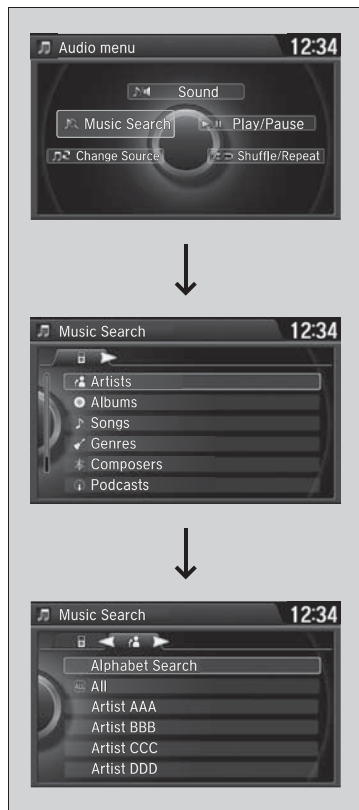 Audio menu 12:34
Sound
Music Search Play/Pause
Change Source Shuffle/Repeat
Music Search 12:34
Artists
Albums
Songs
Genres
Composers
Podcasts
Music Search 12:34
Alphabet Search
ALL All
Artist AAA
Artist BBB
Artist CCC
Artist DDD